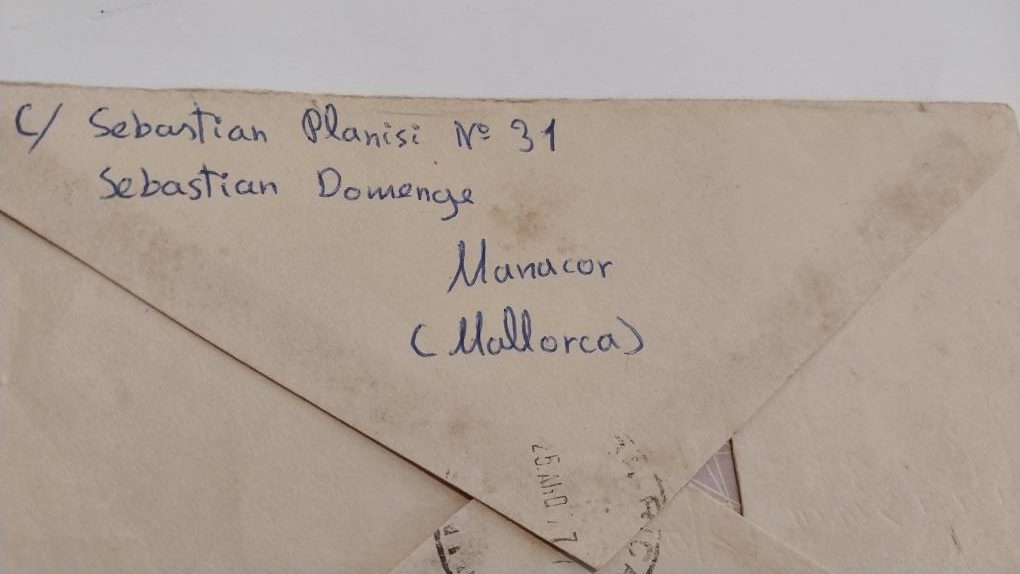 C/ Sebastian Planisi Nº 31
Sebastian Domenge
Manacor
(Mallorca)